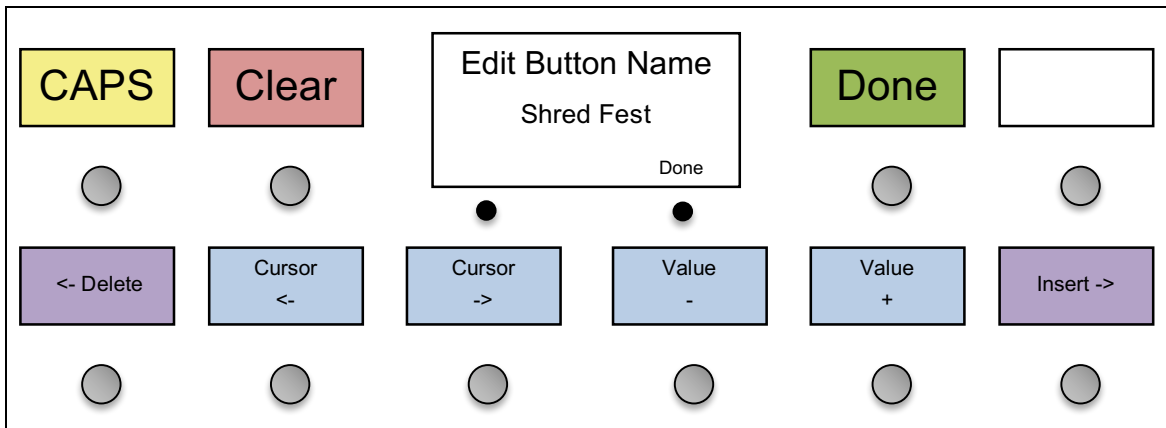 CAPS
Clear
Edit Button Name
Shred Fest
Done
Done
<- Delete
Cursor
<-
Cursor
->
Value
-
Value
+
Insert ->